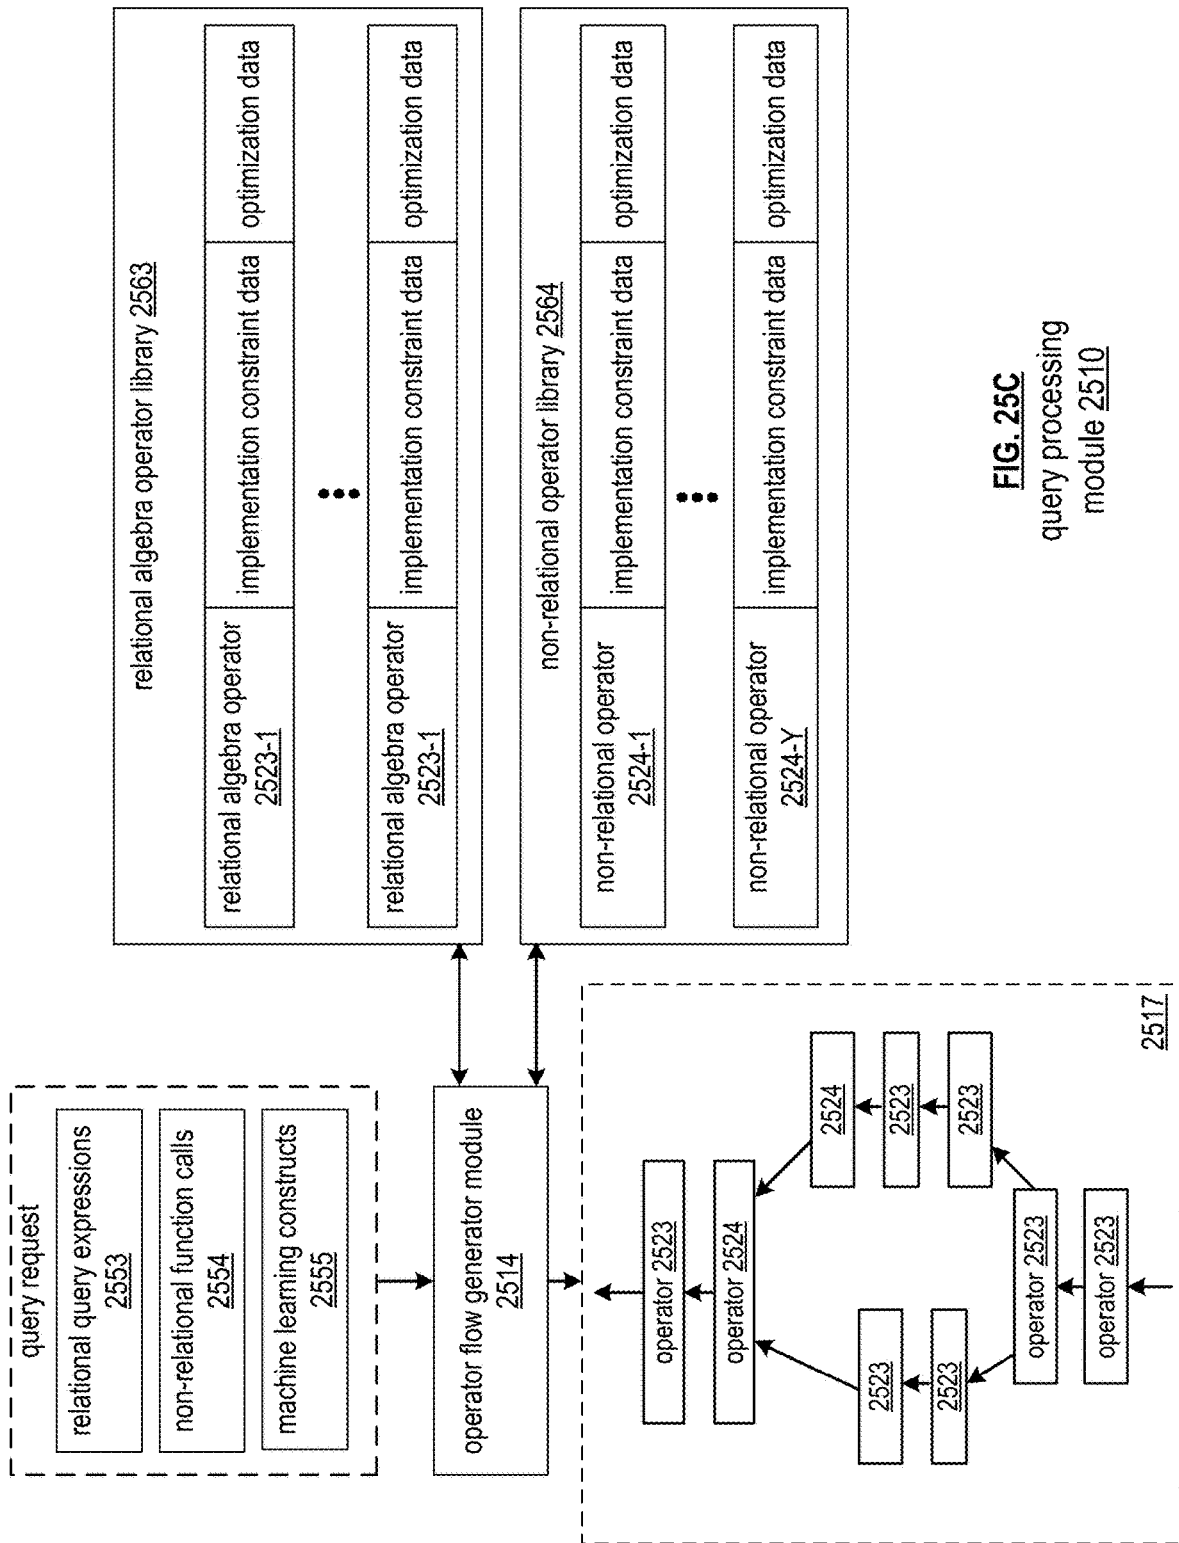 query request
relational query expressions
2553
non-relational function calls
2554
machine learning constructs
2555
operator flow generator module
2514
relational algebra operator library 2563
relational algebra operator
2523-1
implementation constraint data
optimization data
relational algebra operator
2523-1
implementation constraint data
optimization data
non-relational operator library 2564
non-relational operator
2524-1
implementation constraint data
optimization data
non-relational operator
2524-Y
implementation constraint data
optimization data
operator 2523
operator 2524
2524
2523
2523
2523
2523
operator 2523
operator 2523
2517
FIG. 25C
query processing
module 2510